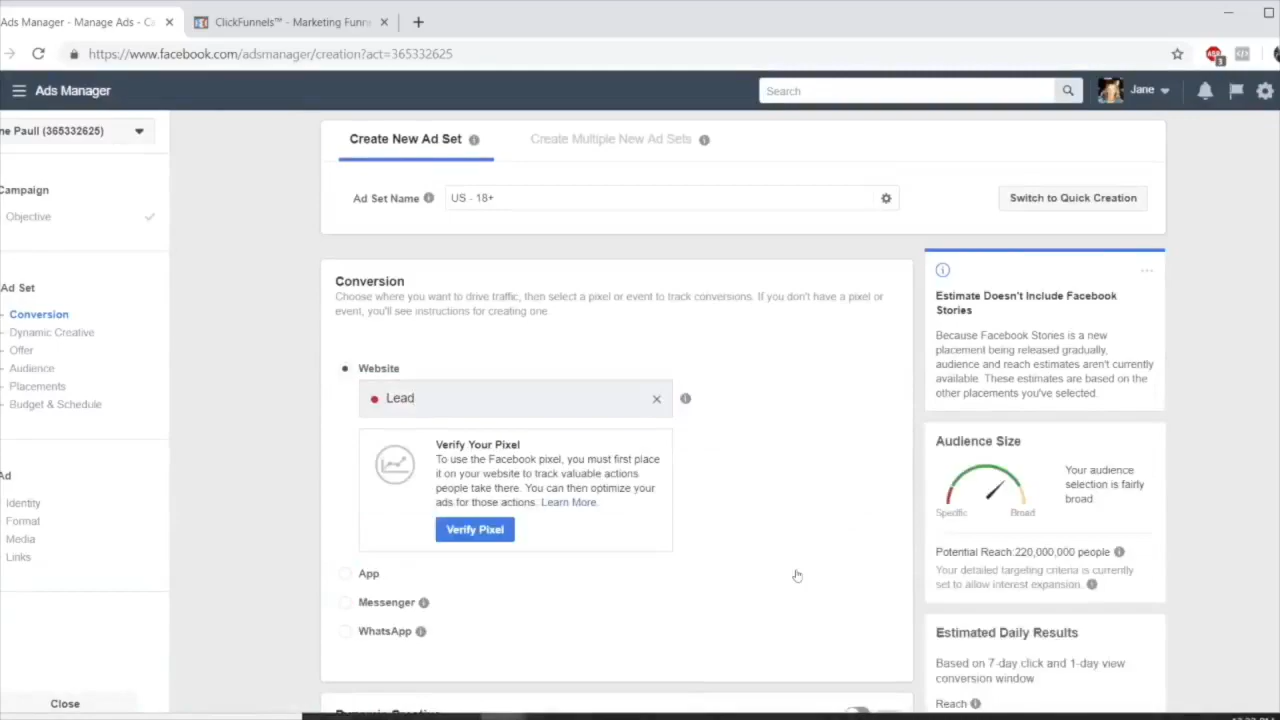 Ads Manager - Manage Ads - Ca
ClickFunnels™ - Marketing Funne
https://www.facebook.com/adsmanager/creation?act=365332625
Ads Manager
Search
Jane
ne Paull (365332625)
Create New Ad Set
Create Multiple New Ad Sets
Campaign
Objective
Ad Set Name
US - 18+
Switch to Quick Creation
Ad Set
Conversion
Dynamic Creative
Offer
Audience
Placements
Budget & Schedule
Ad
Identity
Format
Media
Links
Close
Conversion
Choose where you want to drive traffic, then select a pixel or event to track conversions. If you don't have a pixel or
event, you'll see instructions for creating one
Website
Lead
Verify Your Pixel
To use the Facebook pixel, you must first place
it on your website to track valuable actions
people take there. You can then optimize your
ads for those actions. Learn More.
Verify Pixel
App
Messenger
WhatsApp
Dynamic Creative
Estimate Doesn't Include Facebook
Stories
Because Facebook Stories is a new
placement being released gradually,
audience and reach estimates aren't currently
available. These estimates are based on the
other placements you've selected.
Audience Size
Your audience
selection is fairly
broad
Specific
Broad
Potential Reach:220,000,000 people
Your detailed targeting criteria is currently
set to allow interest expansion.
Estimated Daily Results
Based on 7-day click and 1-day view
conversion window
Reach